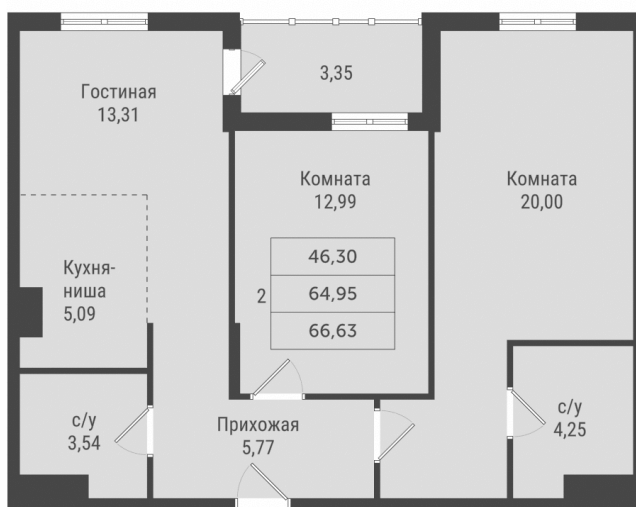 3,35
Гостиная
13,31
Комната
12,99
Комната
20,00
46,30
2
64,95
66,63
Кухня-
ниша
5,09
с/у
3,54
Прихожая
5,77
с/у
4,25